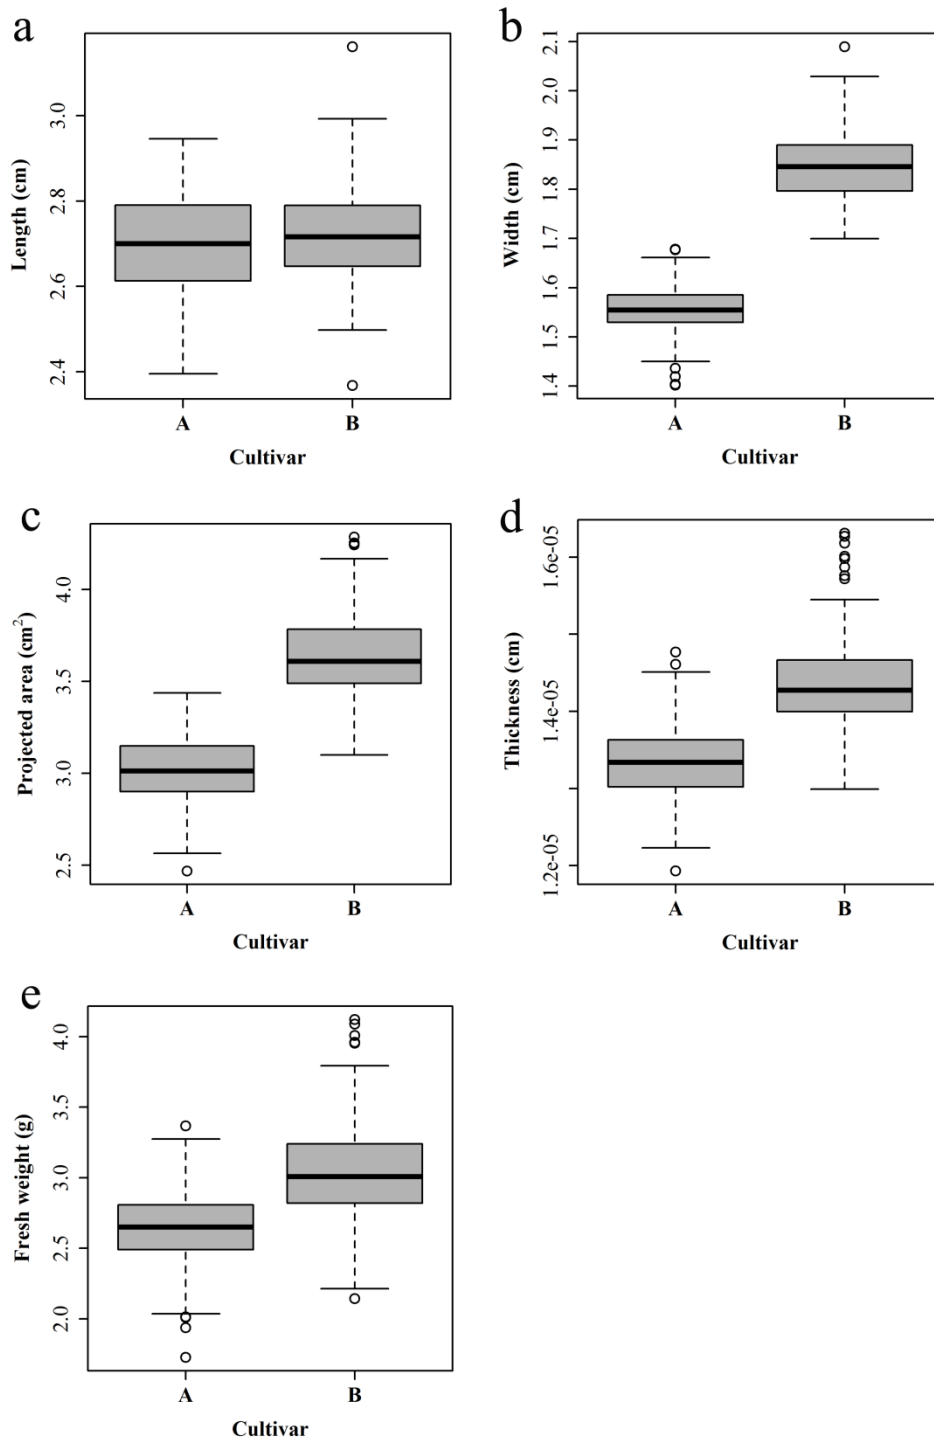 a
Length (cm)
3.0
2.8
2.6
2.4
A B
Cultivar
b
Width (cm)
2.1
2.0
1.9
1.8
1.7
1.6
1.5
1.4
A B
Cultivar
c
Projected area (cm²)
4.0
3.5
3.0
2.5
A B
Cultivar
d
Thickness (cm)
1.6e-05
1.4e-05
1.2e-05
A B
Cultivar
e
Fresh weight (g)
4.0
3.5
3.0
2.5
2.0
A B
Cultivar